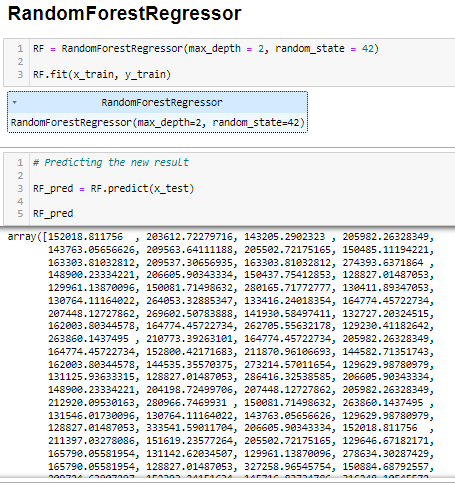 RandomForestRegressor
1 RF = RandomForestRegressor(max_depth = 2, random_state = 42)
2
3 RF.fit(x_train, y_train)
RandomForestRegressor
RandomForestRegressor(max_depth=2, random_state=42)
1 # Predicting the new result
2
3 RF_pred = RF.predict(x_test)
4
5 RF_pred
array([152018.811756 , 203612.72279716, 143205.2902323 , 205982.26328349,
143763.05656626, 209563.64111188, 205502.72175165, 150485.11194221,
163303.81032812, 209537.30656935, 163303.81032812, 274393.6371864 ,
148900.23334221, 206605.90343334, 150437.75412853, 128827.01487053,
129961.13870096, 150081.71498632, 280165.71772777, 130411.89347053,
130764.11164022, 264053.32885347, 133416.24018354, 164774.45722734,
207448.12727862, 269602.50783888, 141930.58497411, 132727.20324515,
162003.80344578, 164774.45722734, 262705.55632178, 129230.41182642,
263860.1437495 , 210773.39263101, 164774.45722734, 205982.26328349,
164774.45722734, 152800.42171683, 211870.96106693, 144582.71351743,
162003.80344578, 144535.35570375, 273214.57011654, 129629.98780979,
131125.93633315, 128827.01487053, 286416.32538585, 206605.90343334,
148900.23334221, 204198.72499706, 207448.12727862, 205982.26328349,
212920.09530163, 280966.7469931 , 150081.71498632, 263860.1437495 ,
131546.01730096, 130764.11164022, 143763.05656626, 129629.98780979,
128827.01487053, 333541.59011704, 206605.90343334, 152018.811756 ,
211397.03278086, 151619.23577264, 205502.72175165, 129646.67182171,
165790.05581954, 131142.62034507, 129961.13870096, 278634.30287429,
165790.05581954, 128827.01487053, 327258.96545754, 150884.68792557,